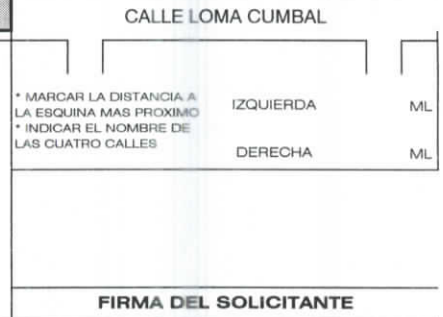 CALLE LOMA CUMBAL
* MARCAR LA DISTANCIA A
LA ESQUINA MAS PROXIMO
* INDICAR EL NOMBRE DE
LAS CUATRO CALLES
IZQUIERDA ML
DERECHA ML
FIRMA DEL SOLICITANTE